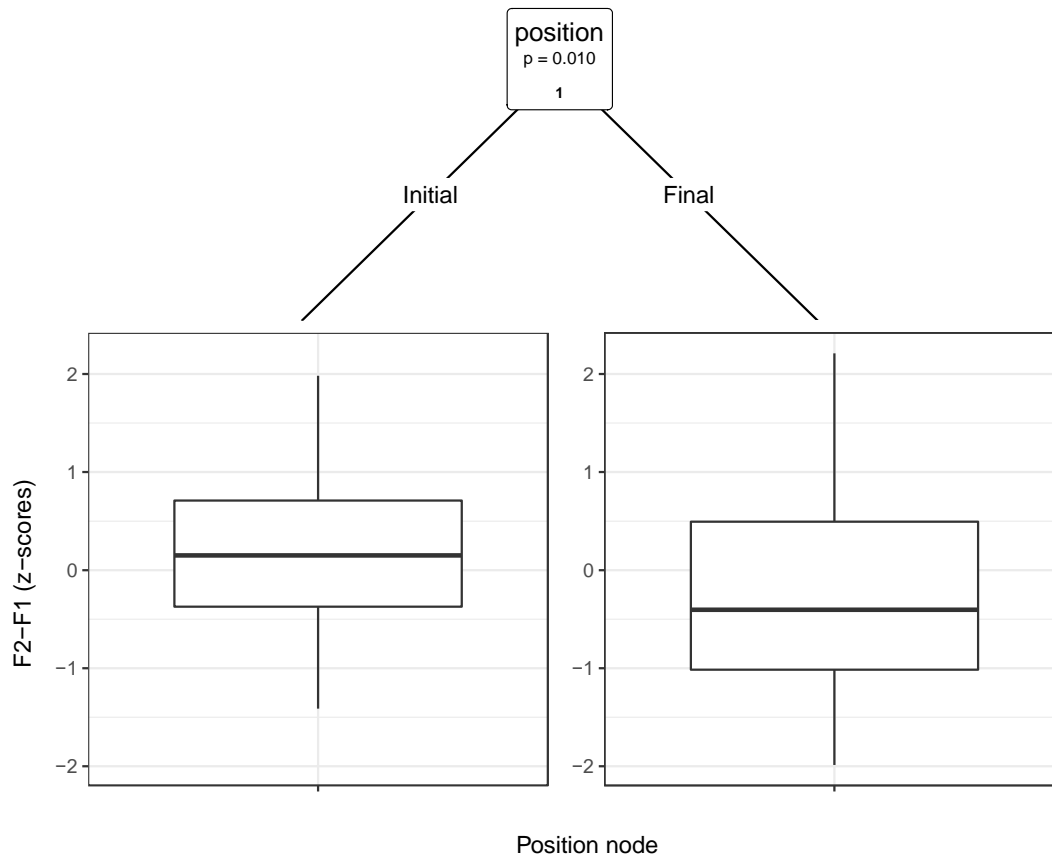 position
p = 0.010
1
Initial
Final
F2−F1 (z−scores)
2
1
0
−1
−2
2
1
0
−1
−2
Position node